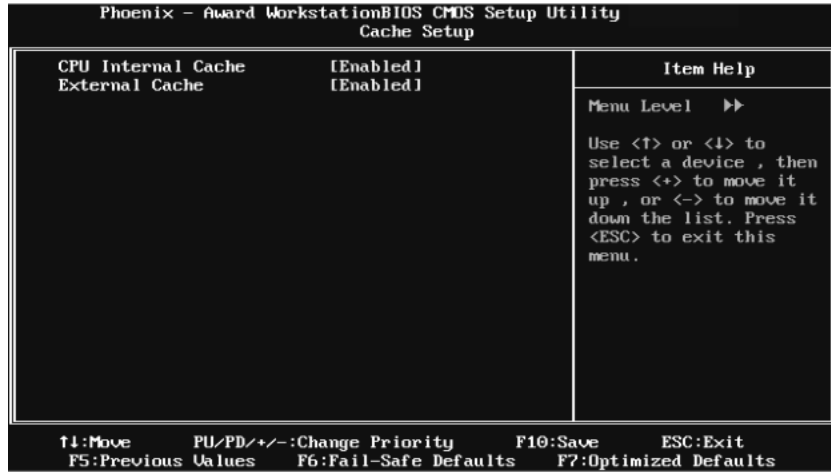 Phoenix - Award WorkstationBIOS CMOS Setup Utility
Cache Setup
CPU Internal Cache [Enabled]
External Cache [Enabled]
Item Help
Menu Level ▶▶
Use <↑> or <↓> to
select a device , then
press <+> to move it
up , or <-> to move it
down the list. Press
<ESC> to exit this
menu.
↑↓:Move PU/PD/+/-:Change Priority F10:Save ESC:Exit
F5:Previous Values F6:Fail-Safe Defaults F7:Optimized Defaults